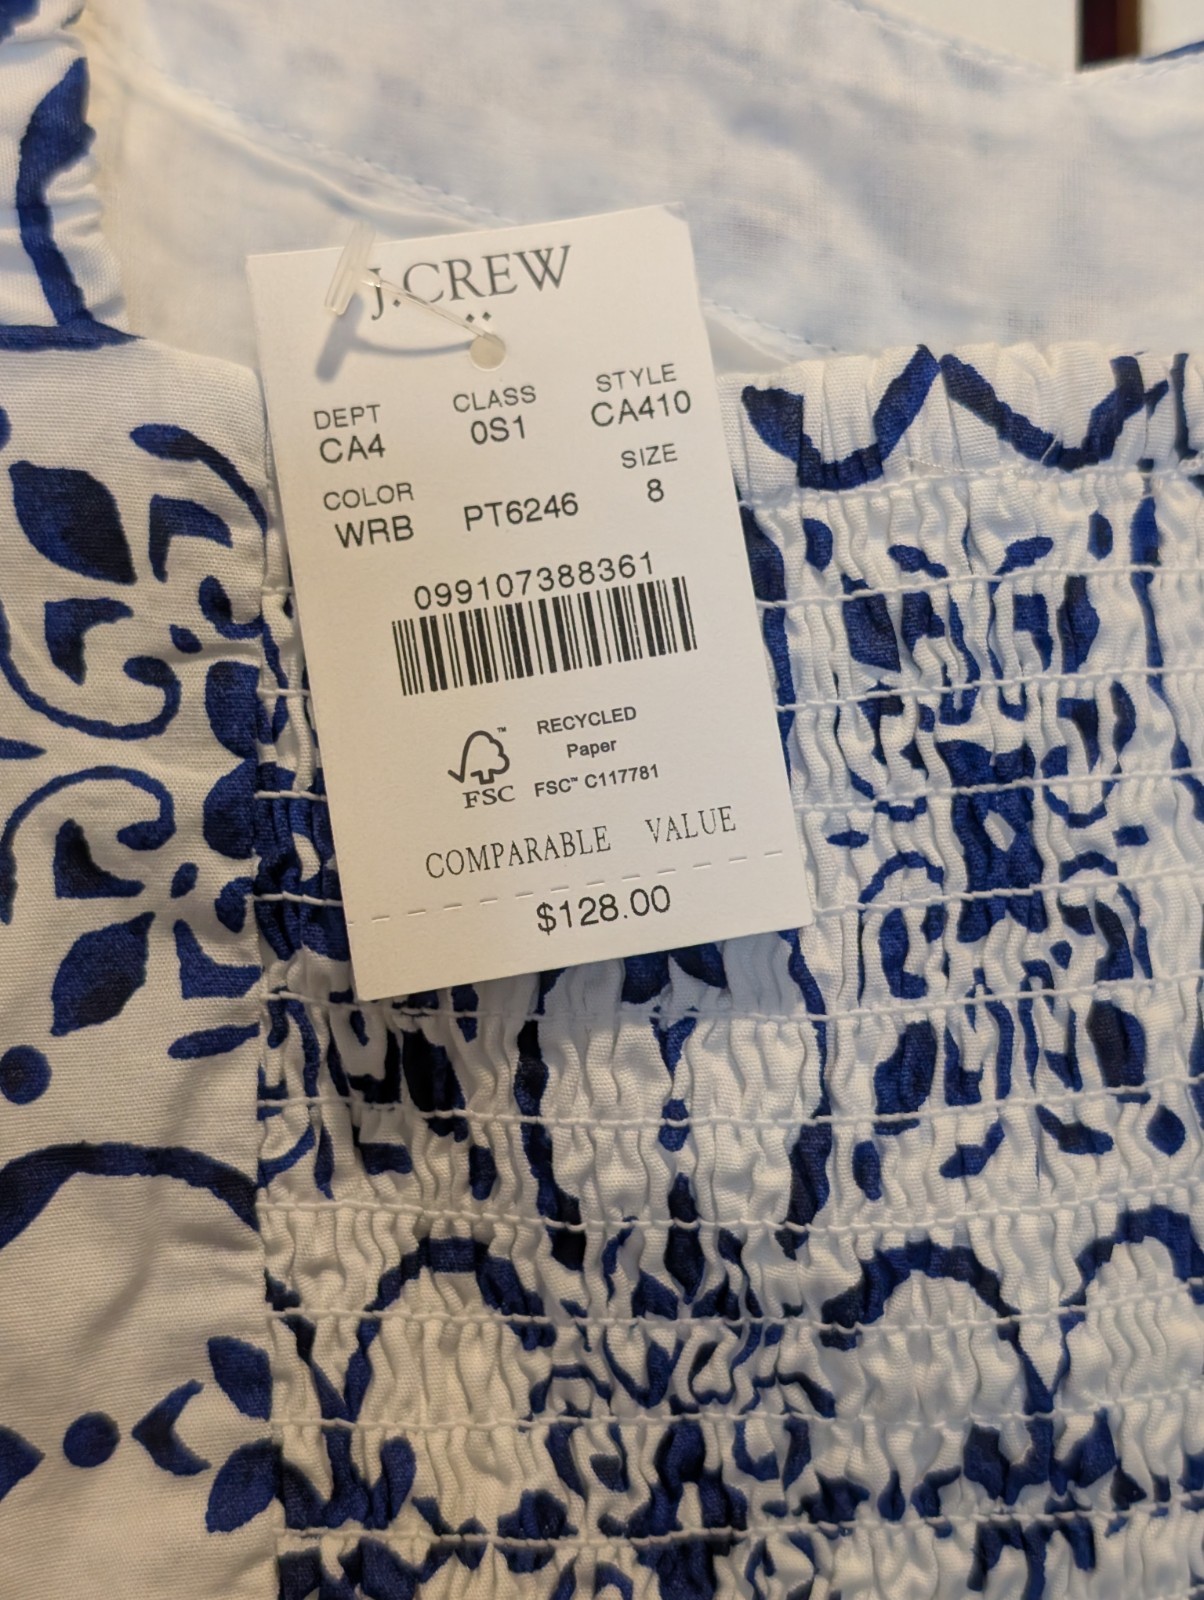 J.CREW
DEPT CLASS STYLE
CA4 0S1 CA410
COLOR SIZE
WRB PT6246 8
099107388361
RECYCLED
Paper
FSC™ C117781
™
FSC
COMPARABLE VALUE
$128.00